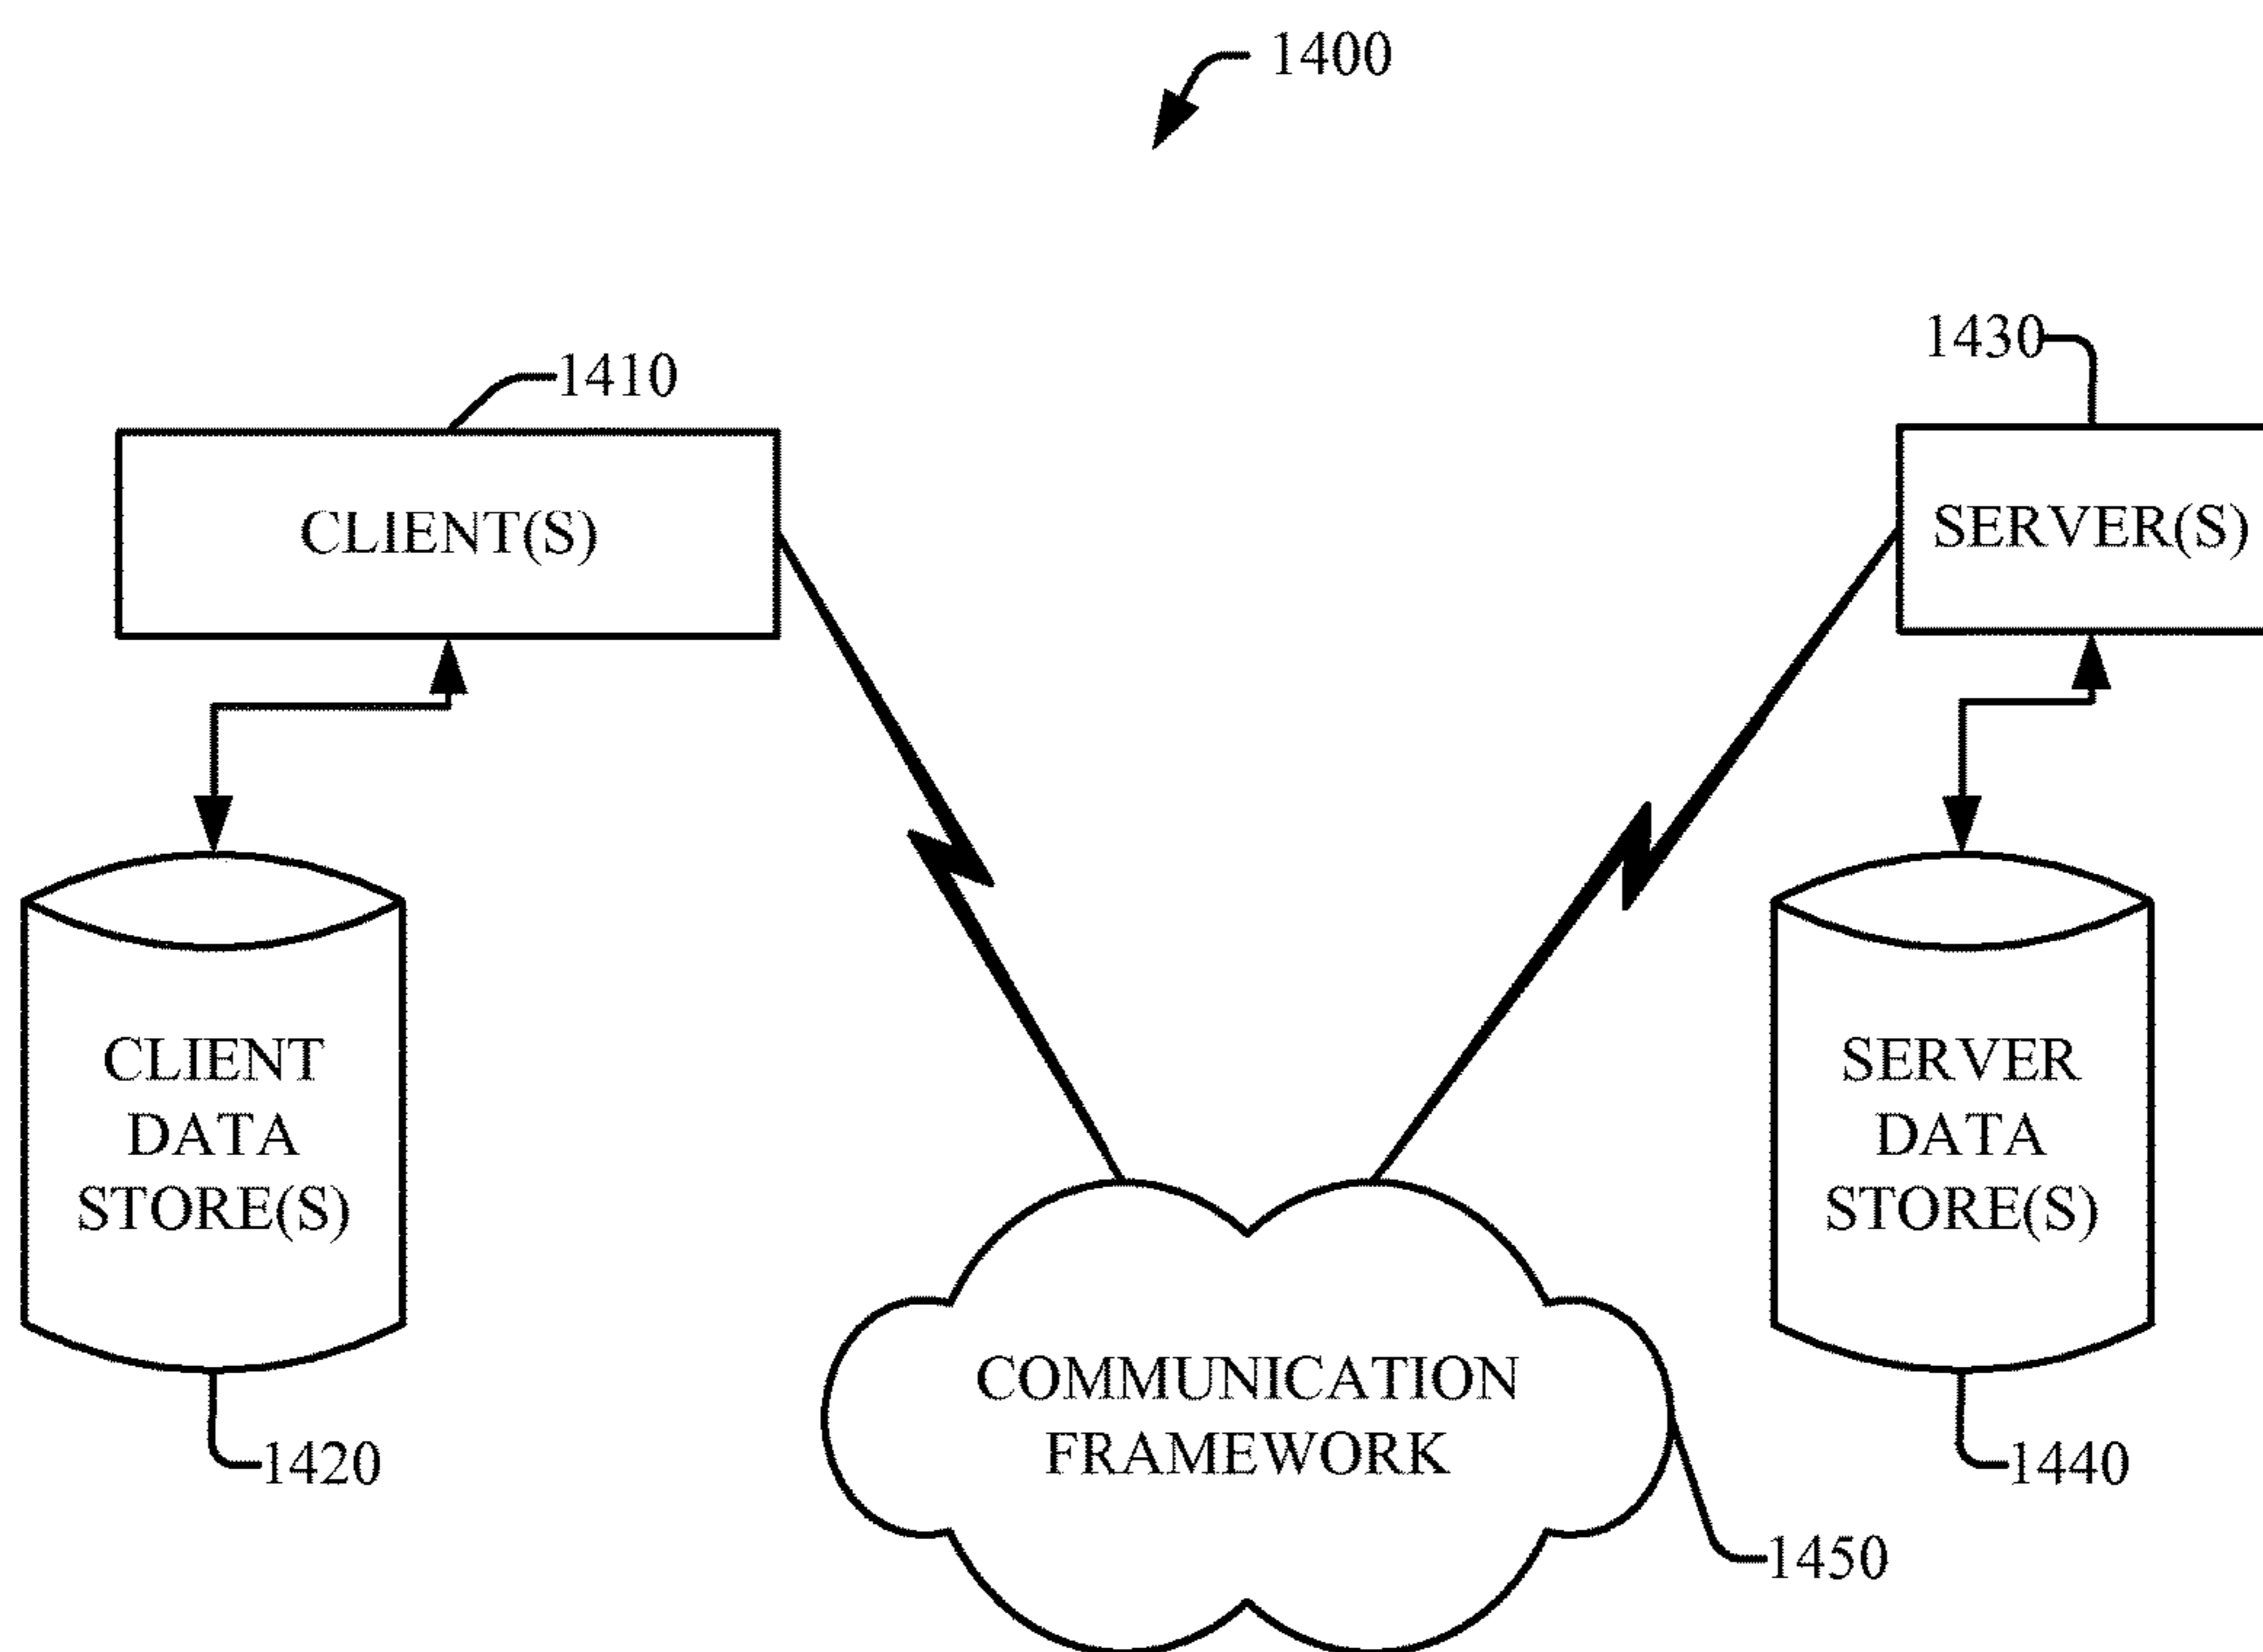 1400
1410
1430
CLIENT(S)
SERVER(S)
CLIENT
DATA
STORE(S)
SERVER
DATA
STORE(S)
COMMUNICATION
FRAMEWORK
1420
1440
1450